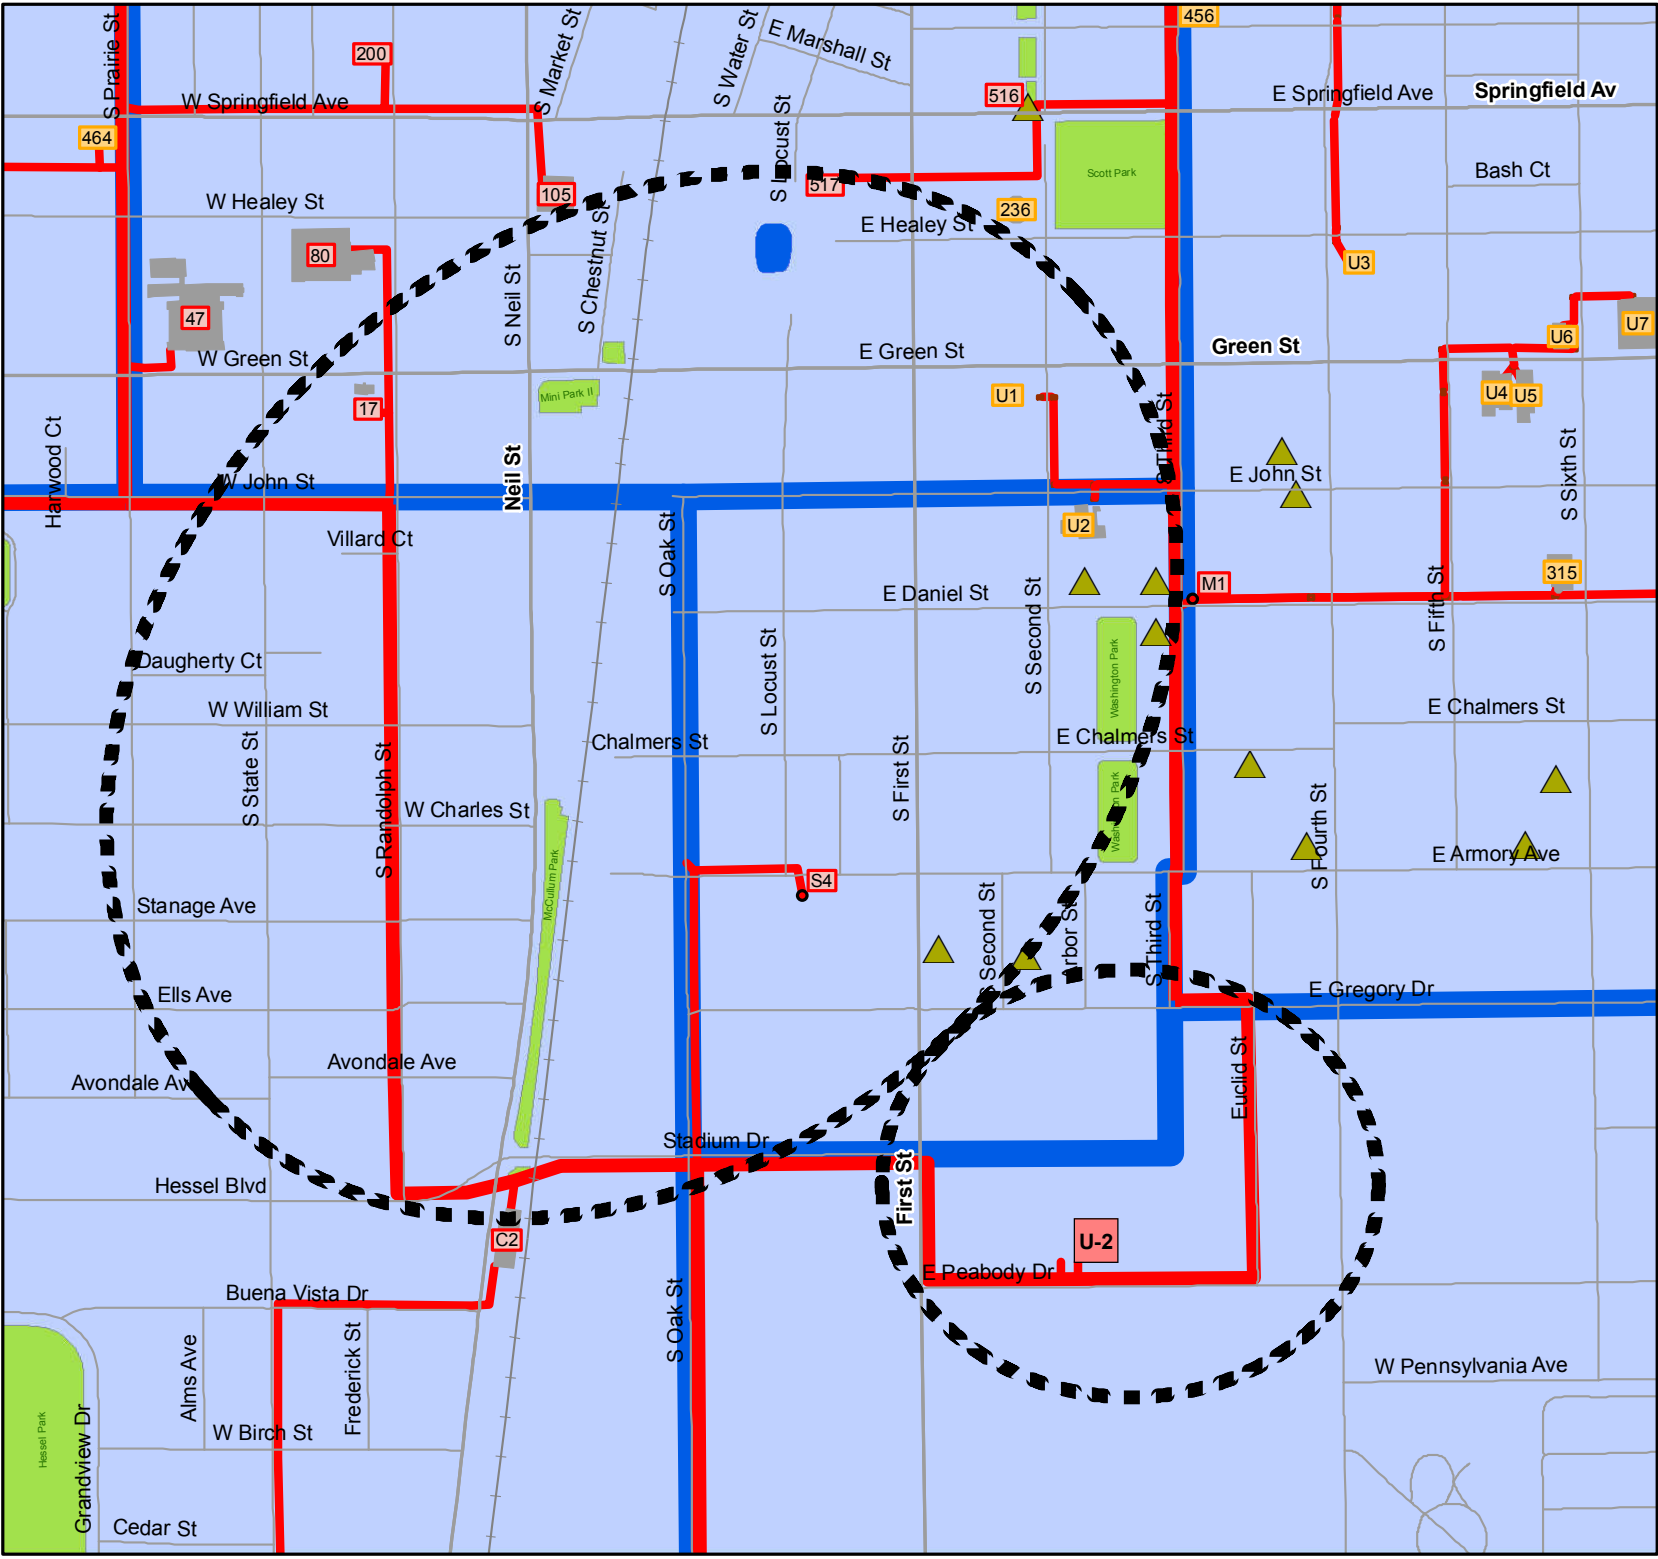 S Prairie St
200
W Springfield Ave
464
S Market St
S Water St
E Marshall St
456
516
E Springfield Ave
Springfield Av
S Locust St
Scott Park
Bash Ct
105
517
W Healey St
236
E Healey St
80
U3
47
S Neil St
S Chestnut St
U7
U6
W Green St
E Green St
Green St
17
Mini Park II
U1
U4
U5
Harwood Ct
S Third St
S Sixth St
W John St
Neil St
E John St
Villard Ct
S Oak St
U2
315
M1
E Daniel St
S Second St
S Fifth St
Daugherty Ct
S Locust St
Washington Park
W William St
E Chalmers St
Chalmers St
E Chalmers St
S State St
S Randolph St
S First St
W Charles St
Washington Park
S Fourth St
McCullum Park
S4
E Armory Ave
Stanage Ave
S Second St
Arbor St
S Third St
Ells Ave
E Gregory Dr
Avondale Ave
Avondale Ave
Euclid St
Stadium Dr
Hessel Blvd
First St
C2
U-2
E Peabody Dr
Buena Vista Dr
S Oak St
Alms Ave
Frederick St
W Pennsylvania Ave
W Birch St
Hessel Park
Grandview Dr
Cedar St